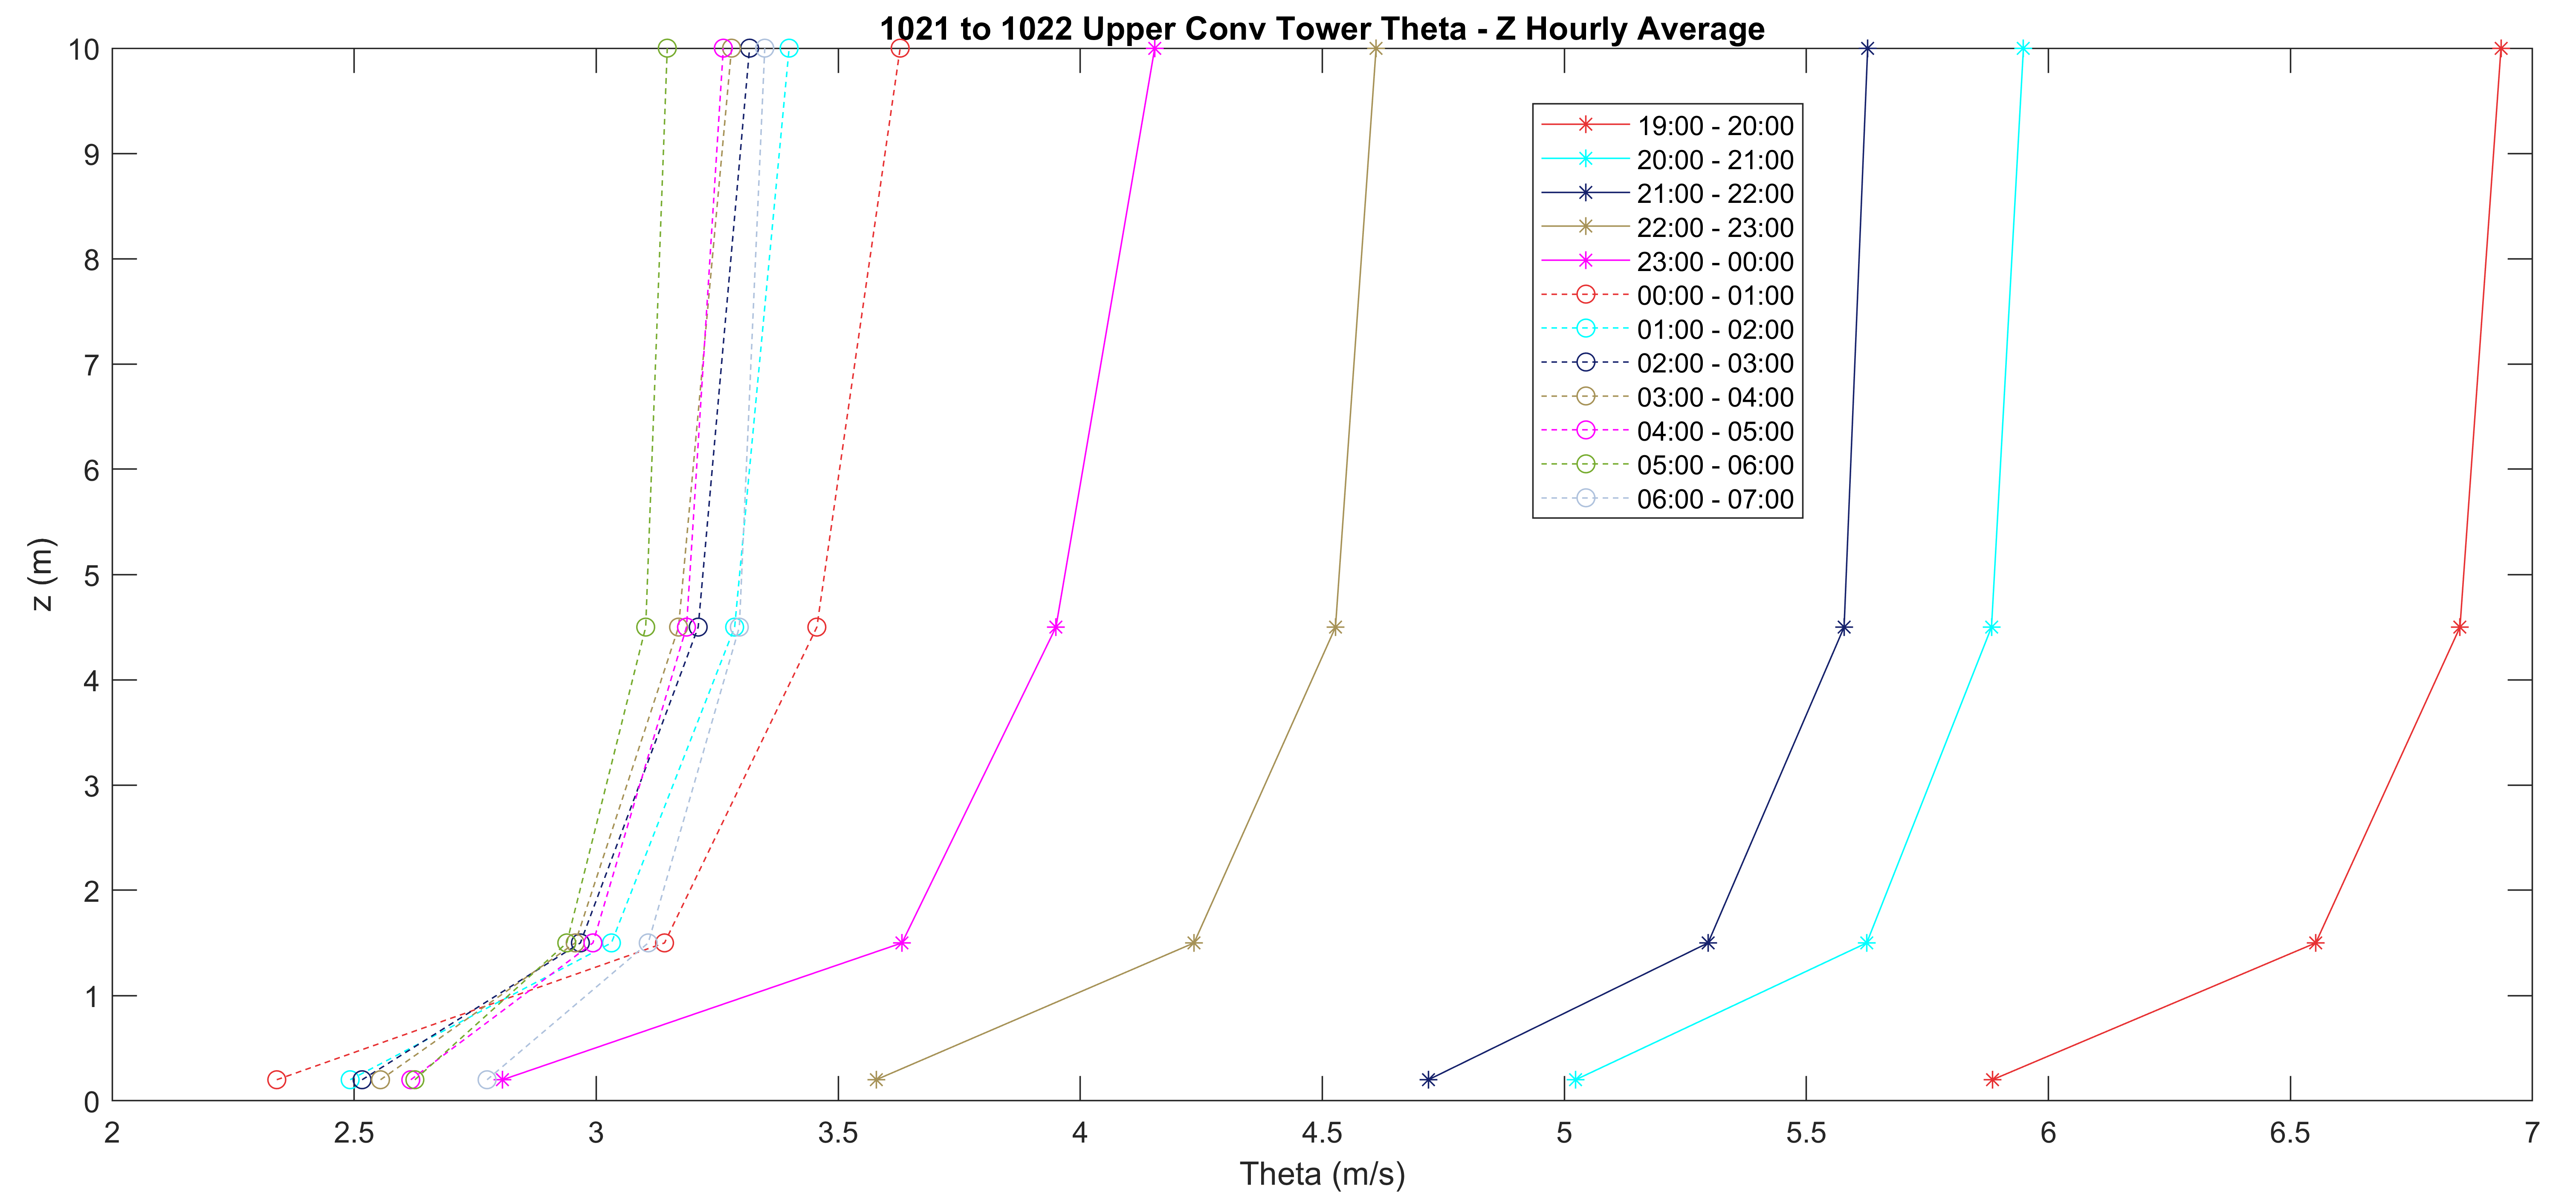 1021 to 1022 Upper Conv Tower Theta - Z Hourly Average
10
9
8
7
6
5
4
3
2
1
0
z (m)
19:00 - 20:00
20:00 - 21:00
21:00 - 22:00
22:00 - 23:00
23:00 - 00:00
00:00 - 01:00
01:00 - 02:00
02:00 - 03:00
03:00 - 04:00
04:00 - 05:00
05:00 - 06:00
06:00 - 07:00
2 2.5 3 3.5 4 4.5 5 5.5 6 6.5 7
Theta (m/s)